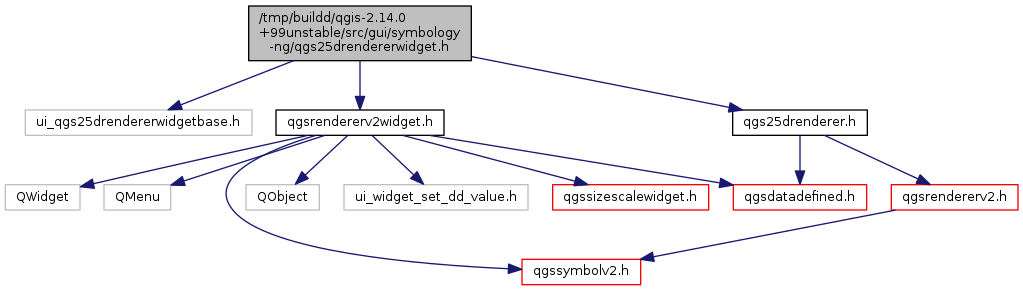 /tmp/buildd/qgis-2.14.0
+99unstable/src/gui/symbology
-ng/qgs25drendererwidget.h
ui_qgs25drendererwidgetbase.h
qgsrendererv2widget.h
qgs25drenderer.h
QWidget
QMenu
QObject
ui_widget_set_dd_value.h
qgssizescalewidget.h
qgsdatadefined.h
qgsrendererv2.h
qgssymbolv2.h